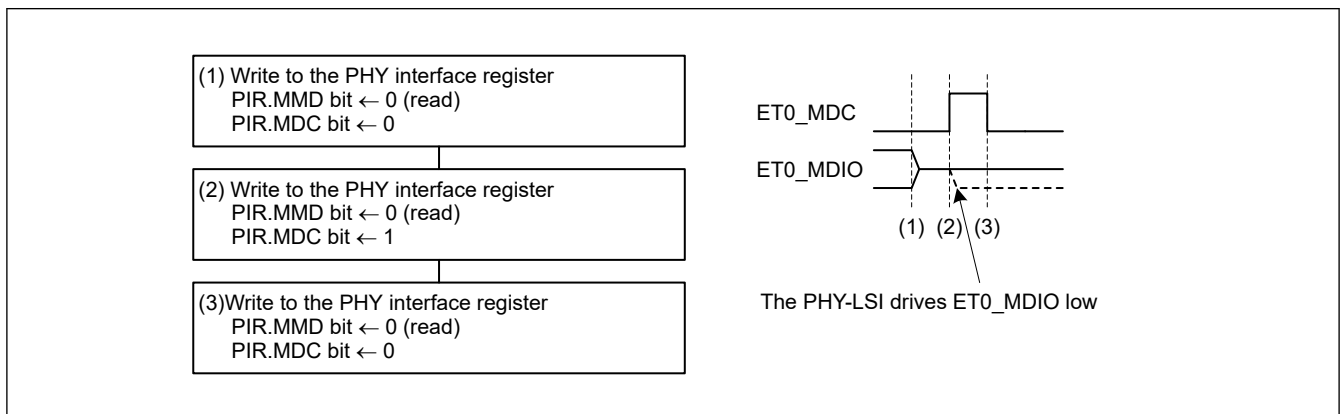 (1) Write to the PHY interface register
PIR.MMD bit ← 0 (read)
PIR.MDC bit ← 0
(2) Write to the PHY interface register
PIR.MMD bit ← 0 (read)
PIR.MDC bit ← 1
(3)Write to the PHY interface register
PIR.MMD bit ← 0 (read)
PIR.MDC bit ← 0
ET0_MDC
ET0_MDIO
(1) (2) (3)
The PHY-LSI drives ET0_MDIO low